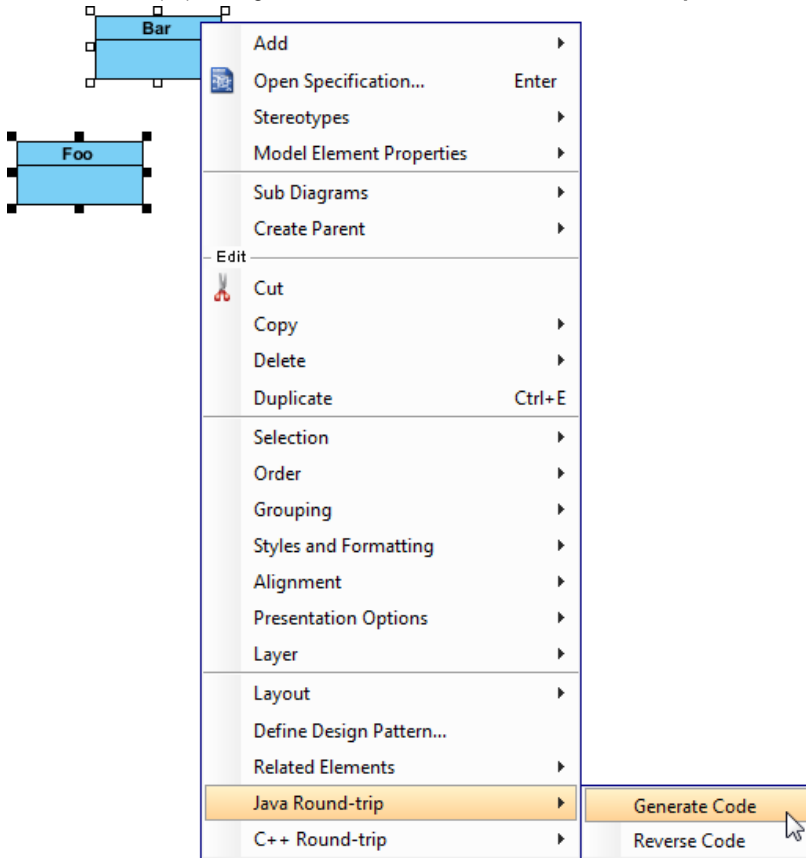 Bar
Foo
Add
Open Specification... Enter
Stereotypes
Model Element Properties
Sub Diagrams
Create Parent
Edit
Cut
Copy
Delete
Duplicate Ctrl+E
Selection
Order
Grouping
Styles and Formatting
Alignment
Presentation Options
Layer
Layout
Define Design Pattern...
Related Elements
Java Round-trip
Generate Code
C++ Round-trip
Reverse Code